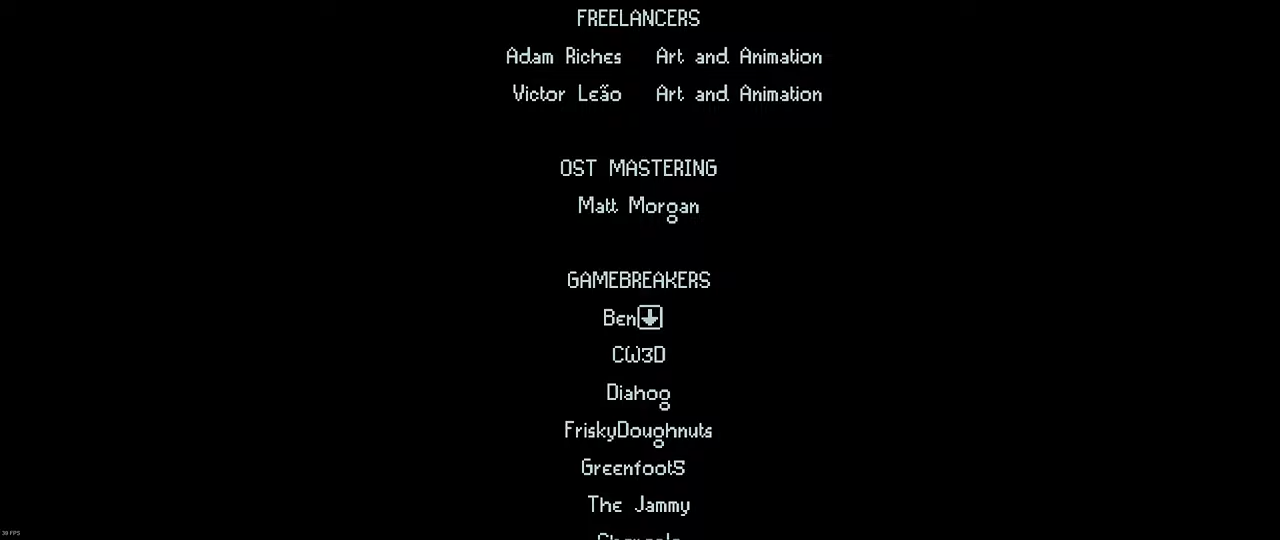 FREELANCERS
Adam Riches Art and Animation
Victor Leão Art and Animation
OST MASTERING
Matt Morgan
GAMEBREAKERS
Ben⬇
CW3D
Diahog
FriskyDoughnuts
Greenfoot5
The Jammy